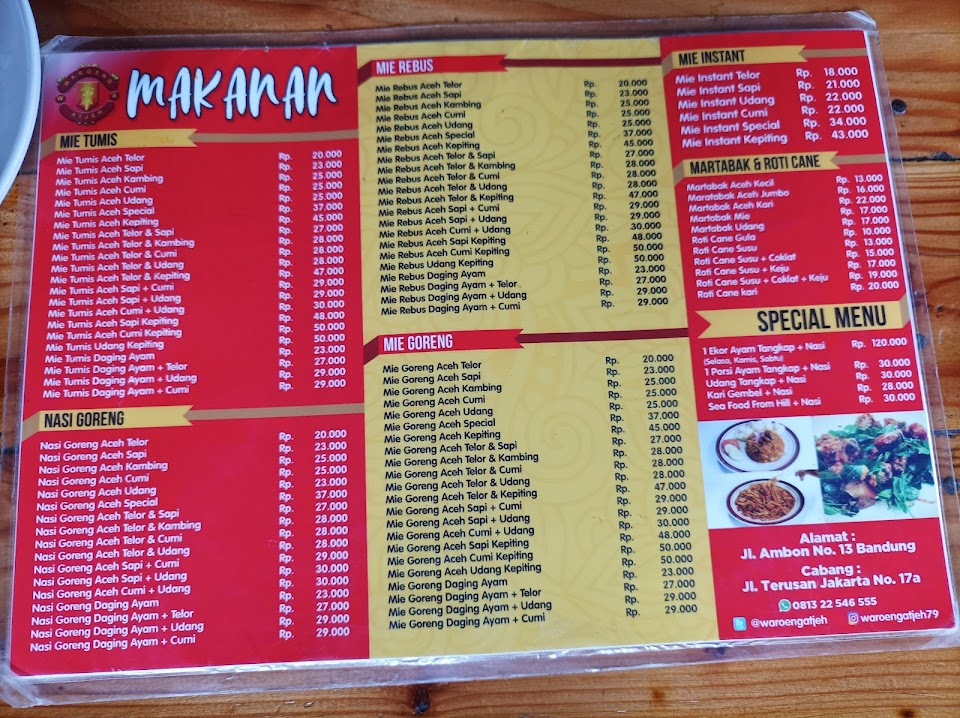 MAKANAN
WAROENG
ATJEH
MIE TUMIS
Mie Tumis Aceh Telor Rp. 20.000
Mie Tumis Aceh Sapi Rp. 23.000
Mie Tumis Aceh Kambing Rp. 25.000
Mie Tumis Aceh Cumi Rp. 25.000
Mie Tumis Aceh Udang Rp. 25.000
Mie Tumis Aceh Special Rp. 37.000
Mie Tumis Aceh Kepiting Rp. 45.000
Mie Tumis Aceh Telor & Sapi Rp. 27.000
Mie Tumis Aceh Telor & Kambing Rp. 28.000
Mie Tumis Aceh Telor & Cumi Rp. 28.000
Mie Tumis Aceh Telor & Udang Rp. 28.000
Mie Tumis Aceh Telor & Kepiting Rp. 47.000
Mie Tumis Aceh Sapi + Cumi Rp. 29.000
Mie Tumis Aceh Sapi + Udang Rp. 29.000
Mie Tumis Aceh Cumi + Udang Rp. 30.000
Mie Tumis Aceh Sapi Kepiting Rp. 48.000
Mie Tumis Aceh Cumi Kepiting Rp. 50.000
Mie Tumis Udang Kepiting Rp. 50.000
Mie Tumis Daging Ayam Rp. 23.000
Mie Tumis Daging Ayam + Telor Rp. 27.000
Mie Tumis Daging Ayam + Udang Rp. 29.000
Mie Tumis Daging Ayam + Cumi Rp. 29.000
NASI GORENG
Nasi Goreng Aceh Telor Rp. 20.000
Nasi Goreng Aceh Sapi Rp. 23.000
Nasi Goreng Aceh Kambing Rp. 25.000
Nasi Goreng Aceh Cumi Rp. 25.000
Nasi Goreng Aceh Udang Rp. 23.000
Nasi Goreng Aceh Special Rp. 37.000
Nasi Goreng Aceh Telor & Sapi Rp. 27.000
Nasi Goreng Aceh Telor & Kambing Rp. 28.000
Nasi Goreng Aceh Telor & Cumi Rp. 28.000
Nasi Goreng Aceh Telor & Udang Rp. 28.000
Nasi Goreng Aceh Sapi + Cumi Rp. 29.000
Nasi Goreng Aceh Sapi + Udang Rp. 30.000
Nasi Goreng Aceh Cumi + Udang Rp. 30.000
Nasi Goreng Daging Ayam Rp. 23.000
Nasi Goreng Daging Ayam + Telor Rp. 27.000
Nasi Goreng Daging Ayam + Udang Rp. 29.000
Nasi Goreng Daging Ayam + Cumi Rp. 29.000
MIE REBUS
Mie Rebus Aceh Telor Rp. 20.000
Mie Rebus Aceh Sapi Rp. 23.000
Mie Rebus Aceh Kambing Rp. 25.000
Mie Rebus Aceh Cumi Rp. 25.000
Mie Rebus Aceh Udang Rp. 25.000
Mie Rebus Aceh Special Rp. 37.000
Mie Rebus Aceh Kepiting Rp. 45.000
Mie Rebus Aceh Telor & Sapi Rp. 27.000
Mie Rebus Aceh Telor & Kambing Rp. 28.000
Mie Rebus Aceh Telor & Cumi Rp. 28.000
Mie Rebus Aceh Telor & Udang Rp. 28.000
Mie Rebus Aceh Telor & Kepiting Rp. 47.000
Mie Rebus Aceh Sapi + Cumi Rp. 29.000
Mie Rebus Aceh Sapi + Udang Rp. 29.000
Mie Rebus Aceh Cumi + Udang Rp. 30.000
Mie Rebus Aceh Sapi Kepiting Rp. 48.000
Mie Rebus Aceh Cumi Kepiting Rp. 50.000
Mie Rebus Udang Kepiting Rp. 50.000
Mie Rebus Daging Ayam Rp. 23.000
Mie Rebus Daging Ayam + Telor Rp. 27.000
Mie Rebus Daging Ayam + Udang Rp. 29.000
Mie Rebus Daging Ayam + Cumi Rp. 29.000
MIE GORENG
Mie Goreng Aceh Telor Rp. 20.000
Mie Goreng Aceh Sapi Rp. 23.000
Mie Goreng Aceh Kambing Rp. 25.000
Mie Goreng Aceh Cumi Rp. 25.000
Mie Goreng Aceh Udang
Mie Goreng Aceh Special Rp. 37.000
Mie Goreng Aceh Kepiting Rp. 45.000
Mie Goreng Aceh Telor & Sapi Rp. 27.000
Mie Goreng Aceh Telor & Kambing Rp. 28.000
Mie Goreng Aceh Telor & Cumi Rp. 28.000
Mie Goreng Aceh Telor & Udang Rp. 28.000
Mie Goreng Aceh Telor & Kepiting Rp. 47.000
Mie Goreng Aceh Sapi + Cumi Rp. 29.000
Mie Goreng Aceh Sapi + Udang Rp. 29.000
Mie Goreng Aceh Cumi + Udang Rp. 30.000
Mie Goreng Aceh Sapi Kepiting Rp. 48.000
Mie Goreng Aceh Cumi Kepiting Rp. 50.000
Mie Goreng Aceh Udang Kepiting Rp. 50.000
Mie Goreng Daging Ayam Rp. 23.000
Mie Goreng Daging Ayam + Telor Rp. 27.000
Mie Goreng Daging Ayam + Udang Rp. 29.000
Mie Goreng Daging Ayam + Cumi Rp. 29.000
MIE INSTANT
Mie Instant Telor Rp. 18.000
Mie Instant Sapi Rp. 21.000
Mie Instant Udang Rp. 22.000
Mie Instant Cumi Rp. 22.000
Mie Instant Special Rp. 34.000
Mie Instant Kepiting Rp. 43.000
MARTABAK & ROTI CANE
Martabak Aceh Kecil Rp. 13.000
Maratabak Aceh Jumbo Rp. 16.000
Martabak Aceh Kari Rp. 22.000
Martabak Mie Rp. 17.000
Martabak Udang Rp. 17.000
Roti Cane Gula Rp. 10.000
Roti Cane Susu Rp. 13.000
Roti Cane Susu + Coklat Rp. 15.000
Roti Cane Susu + Keju Rp. 17.000
Roti Cane Susu + Coklat + Keju Rp. 19.000
Roti Cane kari Rp. 20.000
SPECIAL MENU
1 Ekor Ayam Tangkap + Nasi Rp. 120.000
(Selasa, Kamis, Sabtu)
1 Porsi Ayam Tangkap + Nasi Rp. 30.000
Udang Tangkap + Nasi Rp. 30.000
Kari Gembel + Nasi Rp. 28.000
Sea Food From Hill + Nasi Rp. 30.000
Alamat :
Jl. Ambon No. 13 Bandung
Cabang :
Jl. Terusan Jakarta No. 17a
0813 22 546 555
@waroengatjeh waroengatjeh79